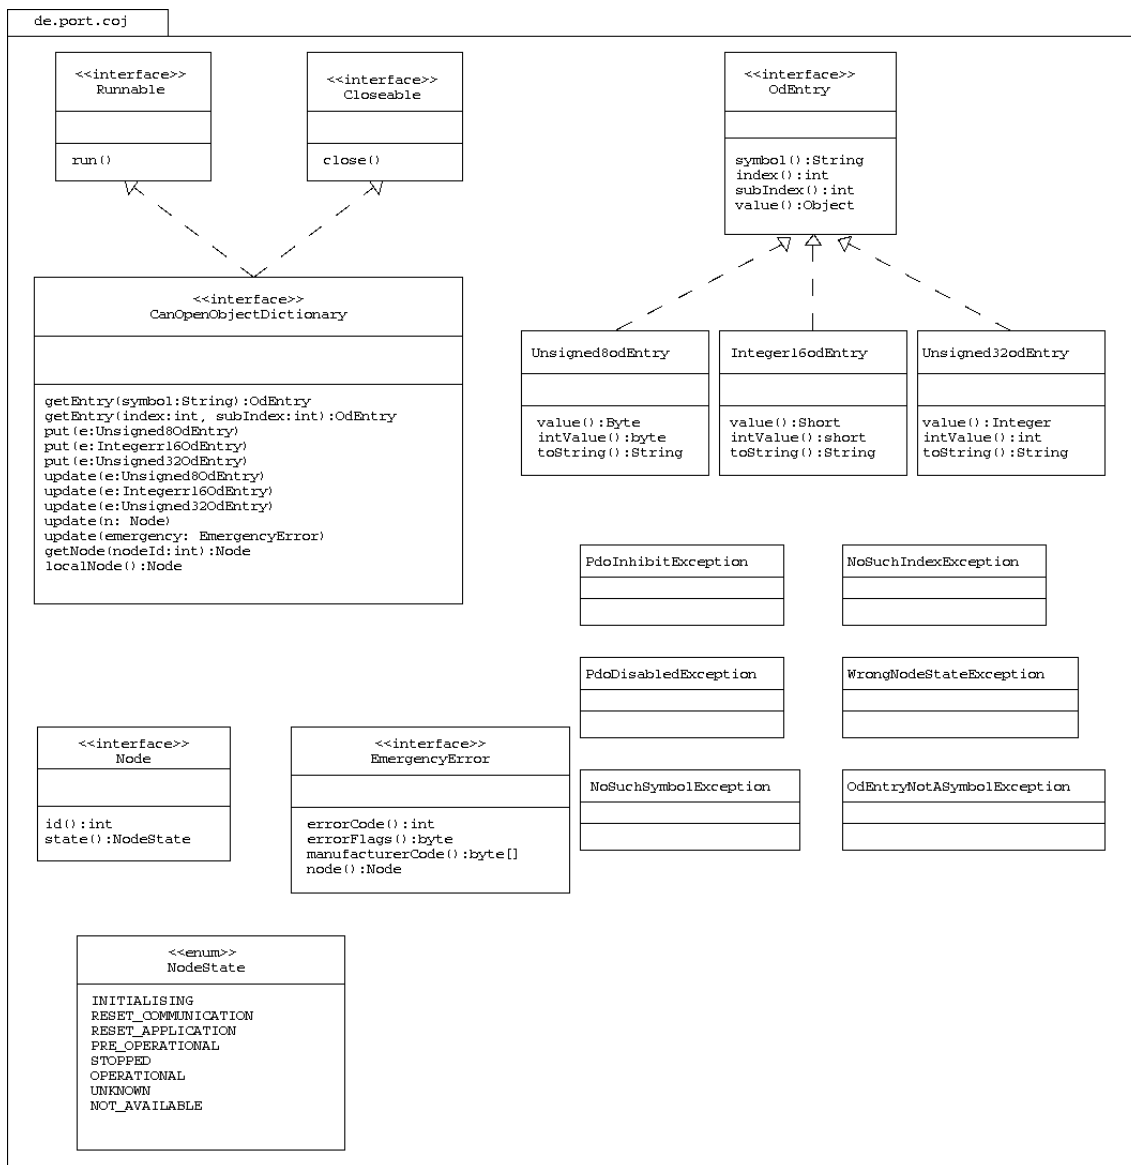 de.port.coj
<<interface>>
Runnable
run()
<<interface>>
Closeable
close()
<<interface>>
OdEntry
symbol():String
index():int
subIndex():int
value():Object
<<interface>>
CanOpenObjectDictionary
getEntry(symbol:String):OdEntry
getEntry(index:int, subIndex:int):OdEntry
put(e:Unsigned8OdEntry)
put(e:Integerr16OdEntry)
put(e:Unsigned32OdEntry)
update(e:Unsigned8OdEntry)
update(e:Integerr16OdEntry)
update(e:Unsigned32OdEntry)
update(n: Node)
update(emergency: EmergencyError)
getNode(nodeId:int):Node
localNode():Node
Unsigned8odEntry
value():Byte
intValue():byte
toString():String
Integer16odEntry
value():Short
intValue():short
toString():String
Unsigned32odEntry
value():Integer
intValue():int
toString():String
PdoInhibitException
NoSuchIndexException
PdoDisabledException
WrongNodeStateException
NoSuchSymbolException
OdEntryNotASymbolException
<<interface>>
Node
id():int
state():NodeState
<<interface>>
EmergencyError
errorCode():int
errorFlags():byte
manufacturerCode():byte[]
node():Node
<<enum>>
NodeState
INITIALISING
RESET_COMMUNICATION
RESET_APPLICATION
PRE_OPERATIONAL
STOPPED
OPERATIONAL
UNKNOWN
NOT_AVAILABLE